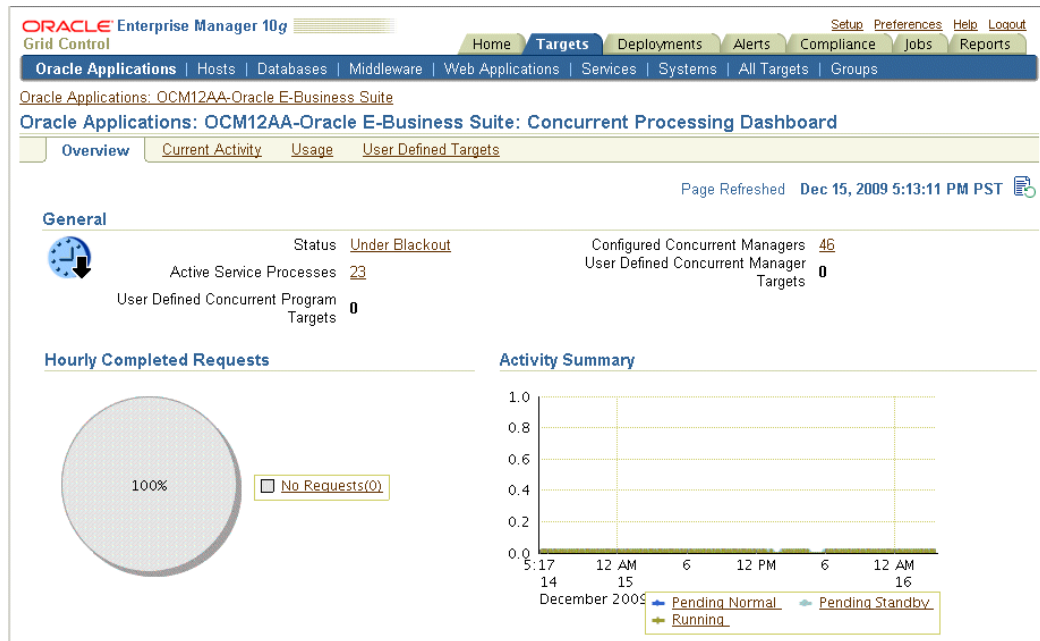 ORACLE Enterprise Manager 10g
Grid Control
Setup Preferences Help Logout
Home Targets Deployments Alerts Compliance Jobs Reports
Oracle Applications | Hosts | Databases | Middleware | Web Applications | Services | Systems | All Targets | Groups
Oracle Applications: OCM12AA-Oracle E-Business Suite
Oracle Applications: OCM12AA-Oracle E-Business Suite: Concurrent Processing Dashboard
Overview Current Activity Usage User Defined Targets
Page Refreshed Dec 15, 2009 5:13:11 PM PST
General
Status Under Blackout
Active Service Processes 23
User Defined Concurrent Program
Targets 0
Configured Concurrent Managers 46
User Defined Concurrent Manager
Targets 0
Hourly Completed Requests
100%
No Requests(0)
Activity Summary
1.0
0.8
0.6
0.4
0.2
0.0
5:17 12 AM 6 12 PM 6 12 AM
14 15 16
December 2009
Pending Normal Pending Standby
Running